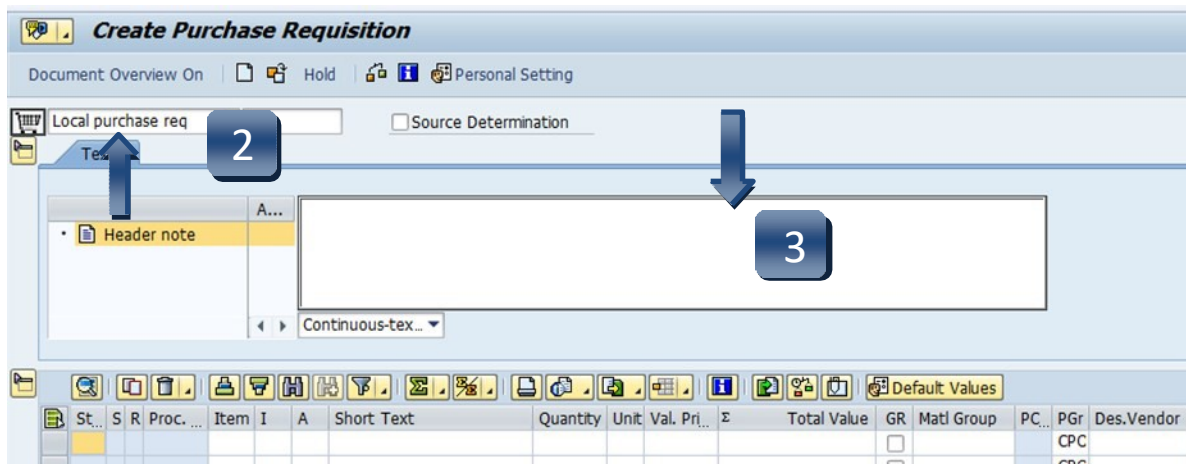 Create Purchase Requisition
Document Overview On Hold Personal Setting
Local purchase req Source Determination
2
A...
Header note
3
Continuous-tex...
Default Values
St... S R Proc. ... Item I A Short Text Quantity Unit Val. Pri... Σ Total Value GR Matl Group PC... PGr Des.Vendor
CPC